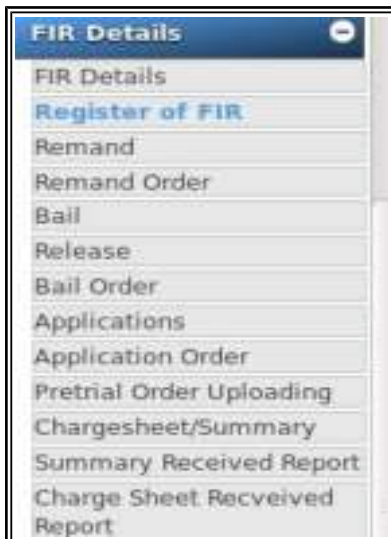 FIR Details
FIR Details
Register of FIR
Remand
Remand Order
Bail
Release
Bail Order
Applications
Application Order
Pretrial Order Uploading
Chargesheet/Summary
Summary Received Report
Charge Sheet Recveived
Report